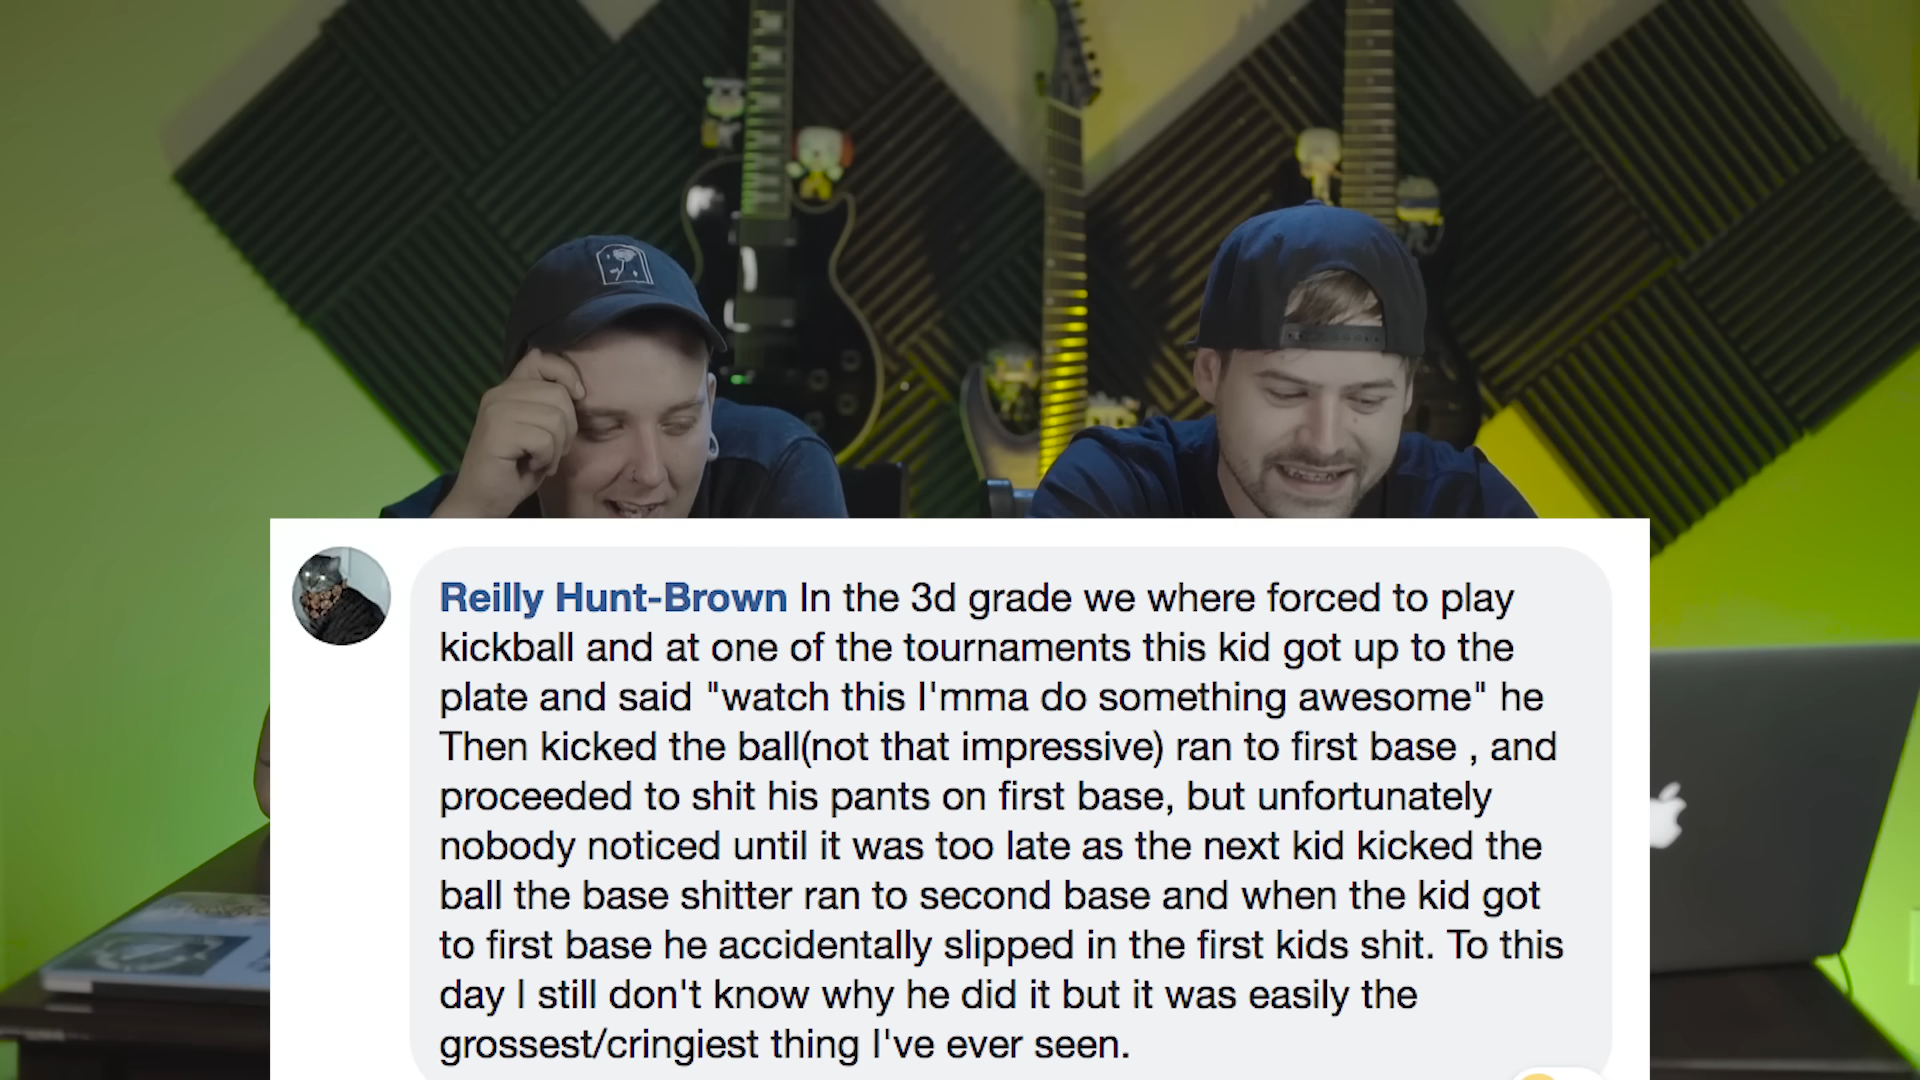 Reilly Hunt-Brown In the 3d grade we where forced to play
kickball and at one of the tournaments this kid got up to the
plate and said "watch this I'mma do something awesome" he
Then kicked the ball(not that impressive) ran to first base , and
proceeded to shit his pants on first base, but unfortunately
nobody noticed until it was too late as the next kid kicked the
ball the base shitter ran to second base and when the kid got
to first base he accidentally slipped in the first kids shit. To this
day I still don't know why he did it but it was easily the
grossest/cringiest thing I've ever seen.